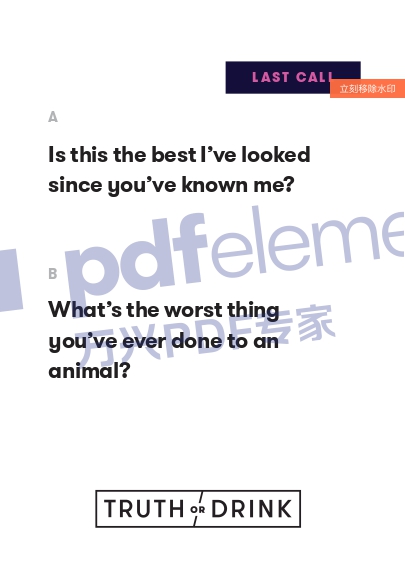 LAST CALL
立刻移除水印
A
Is this the best I've looked
since you've known me?
pdfeleme
B
What's the worst thing
you've ever done to an
animal?
万兴PDF专家
TRUTH OR DRINK